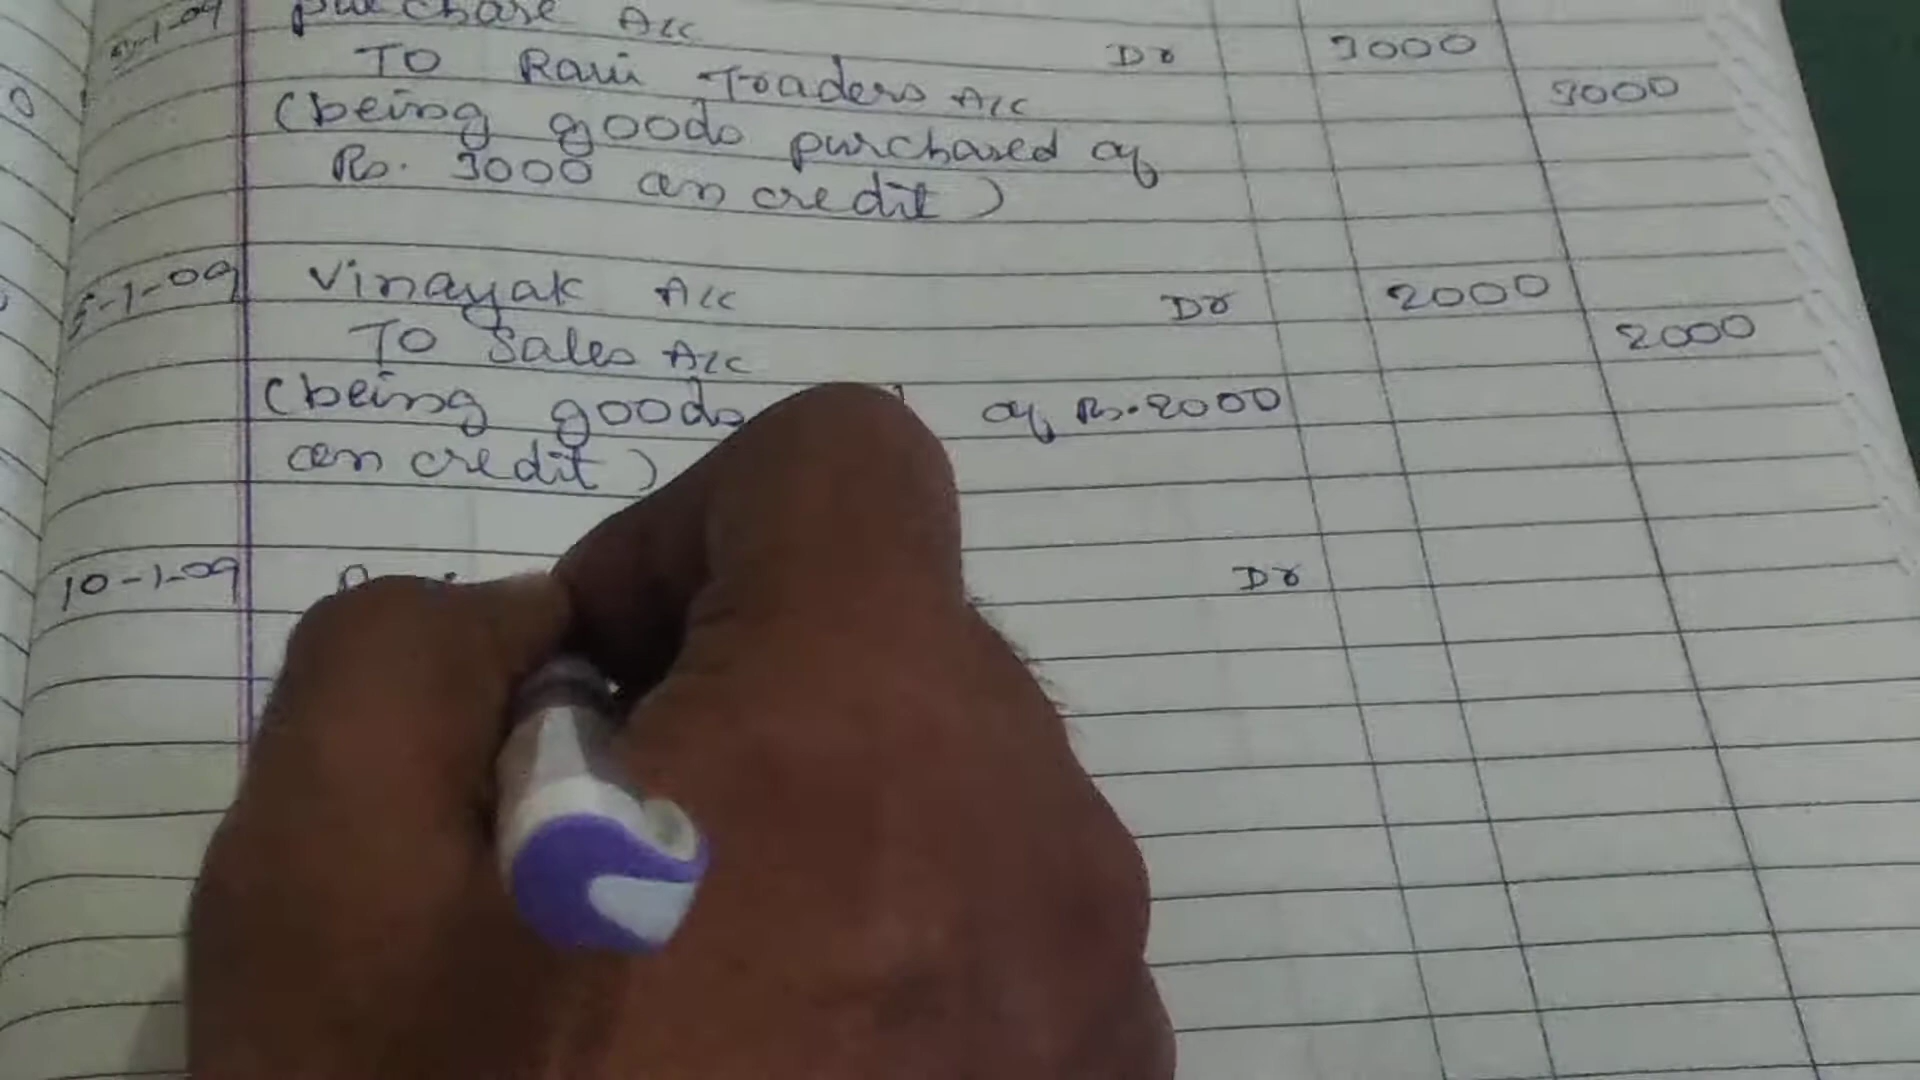 purchase A/c Dr 3000
To Ravi Traders A/c 3000
(being goods purchased of
Rs. 3000 on credit)
5-1-09 Vinayak A/c Dr 2000
To Sales A/c 2000
(being goods of Rs. 2000
on credit)
10-1-09 Dr